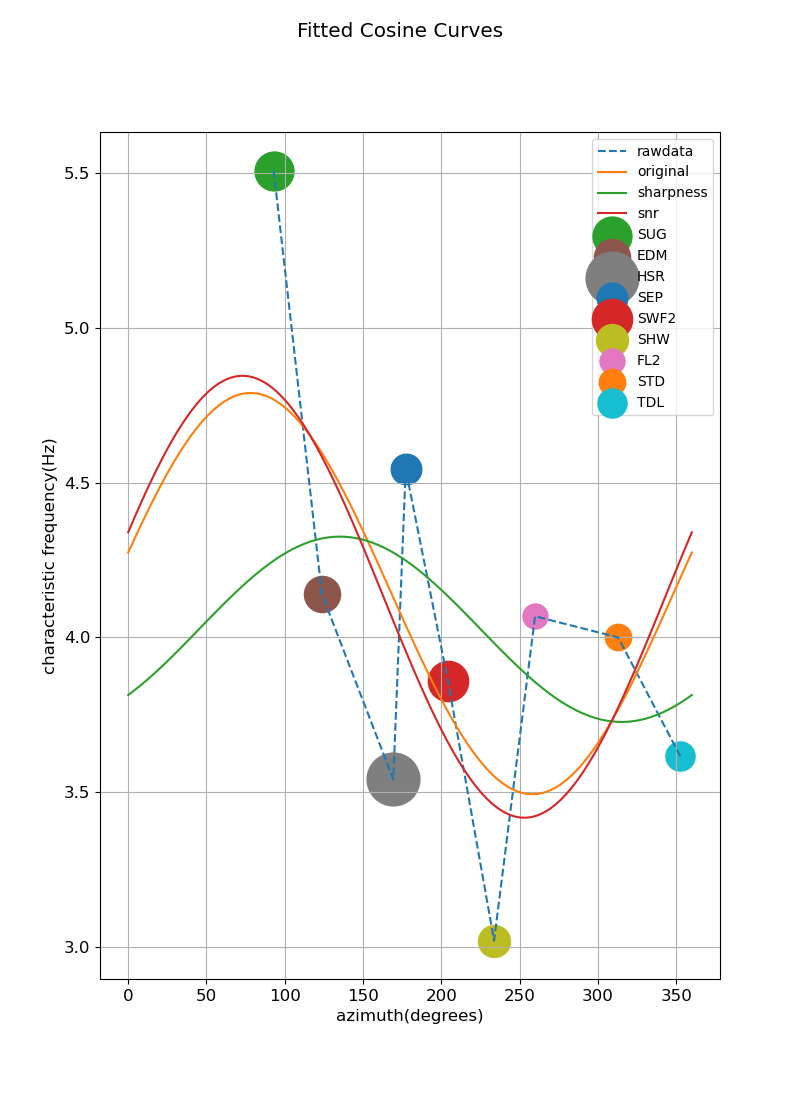 Fitted Cosine Curves
rawdata
original
sharpness
snr
SUG
EDM
HSR
SEP
SWF2
SHW
FL2
STD
TDL
5.5
5.0
4.5
4.0
3.5
3.0
characteristic frequency(Hz)
0 50 100 150 200 250 300 350
azimuth(degrees)